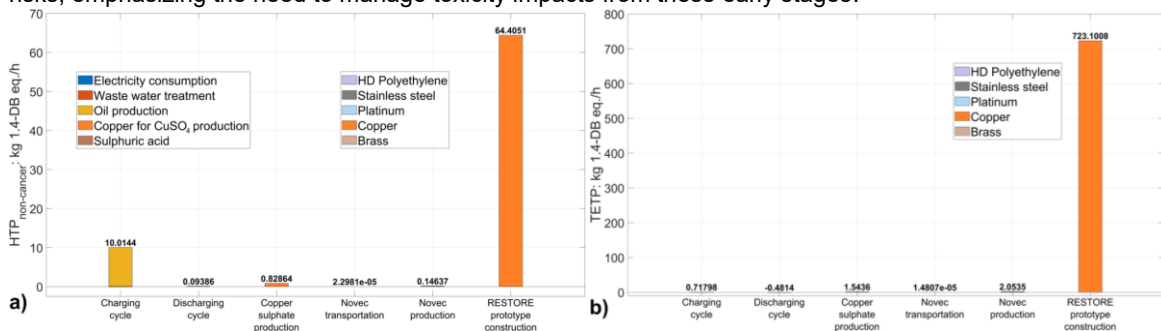 risks, emphasizing the need to manage toxicity impacts from these early stages.
HTP non-cancer: kg 1.4-DB eq./h
70
60
50
40
30
20
10
0
Electricity consumption
Waste water treatment
Oil production
Copper for CuSO4 production
Sulphuric acid
HD Polyethylene
Stainless steel
Platinum
Copper
Brass
10.0144
0.09386
0.82864
2.2981e-05
0.14637
64.4051
Charging
cycle
Discharging
cycle
Copper
sulphate
production
Novec
transportation
Novec
production
RESTORE
prototype
construction
a)
TETP: kg 1.4-DB eq./h
800
700
600
500
400
300
200
100
0
HD Polyethylene
Stainless steel
Platinum
Copper
Brass
0.71798
-0.4814
1.5436
1.4807e-05
2.0535
723.1008
Charging
cycle
Discharging
cycle
Copper
sulphate
production
Novec
transportation
Novec
production
RESTORE
prototype
construction
b)